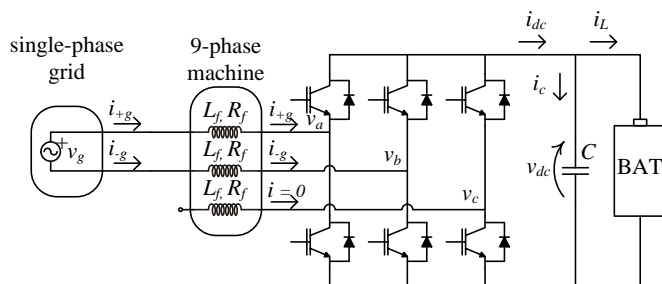 single-phase
grid
9-phase
machine
i_dc
i_L
i_+g
L_f, R_f
i_+g
v_a
i_c
+
v_g
i_-g
L_f, R_f
i_-g
v_b
v_dc
C
BAT
L_f, R_f
i = 0
v_c